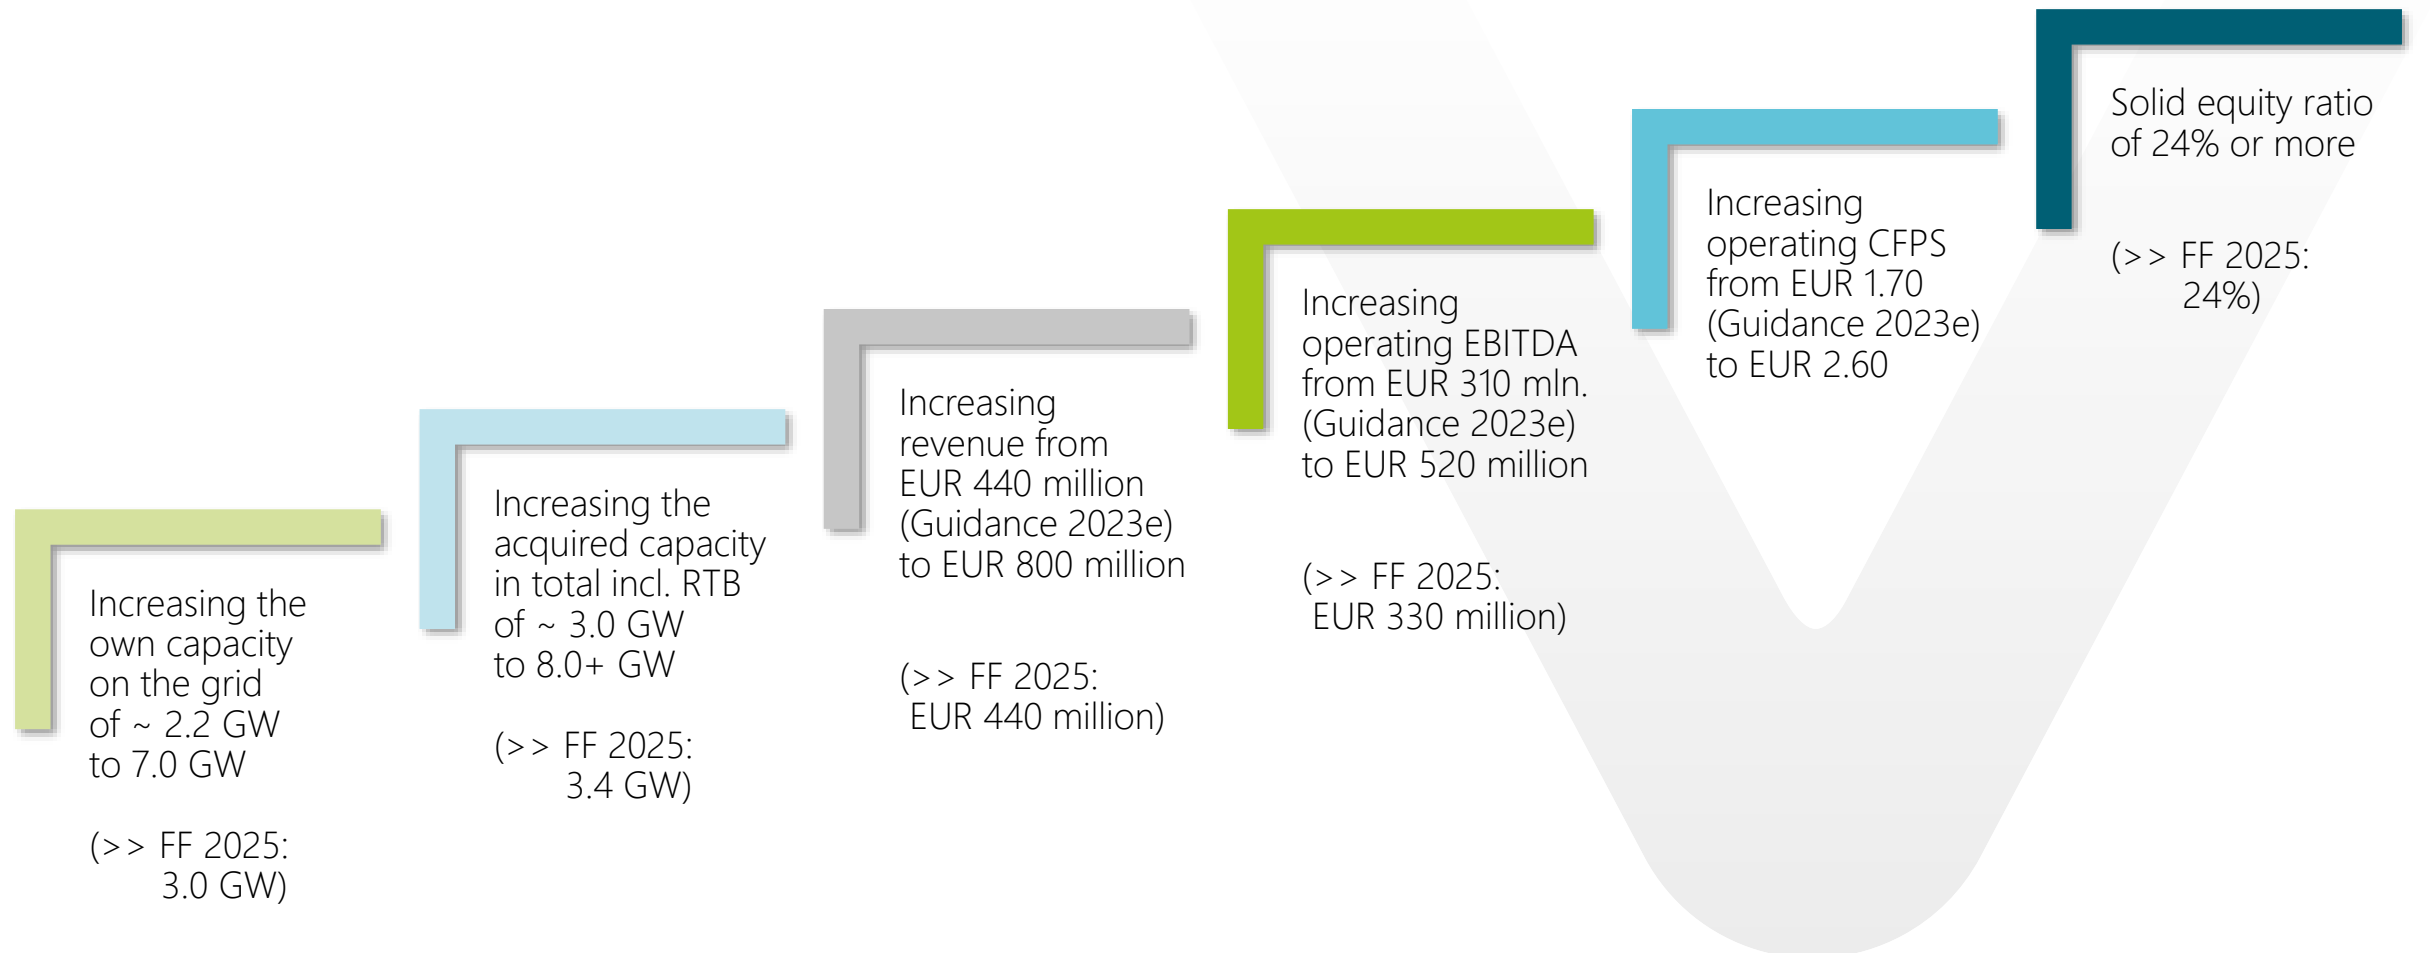 Increasing the
own capacity
on the grid
of ~ 2.2 GW
to 7.0 GW
(>> FF 2025:
3.0 GW)
Increasing the
acquired capacity
in total incl. RTB
of ~ 3.0 GW
to 8.0+ GW
(>> FF 2025:
3.4 GW)
Increasing
revenue from
EUR 440 million
(Guidance 2023e)
to EUR 800 million
(>> FF 2025:
EUR 440 million)
Increasing
operating EBITDA
from EUR 310 mln.
(Guidance 2023e)
to EUR 520 million
(>> FF 2025:
EUR 330 million)
Increasing
operating CFPS
from EUR 1.70
(Guidance 2023e)
to EUR 2.60
Solid equity ratio
of 24% or more
(>> FF 2025:
24%)